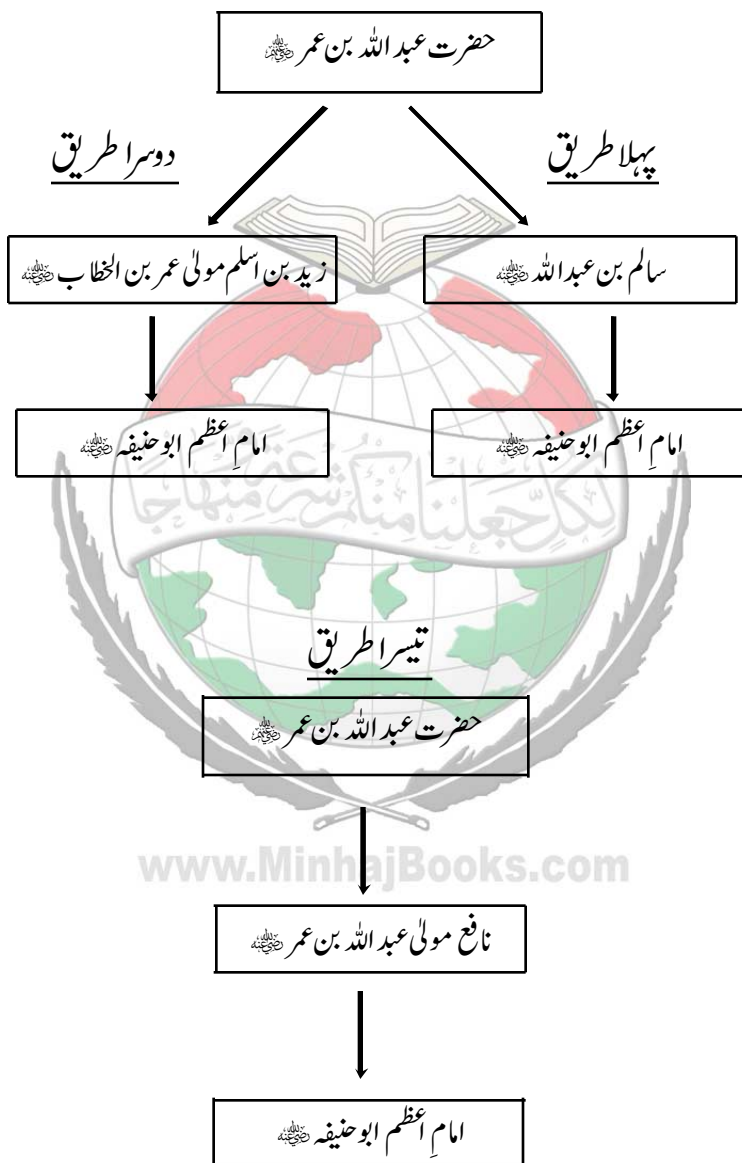 حضرت عبد اللہ بن عمر رضی اللہ عنہما
پہلا طریق
دوسرا طریق
سالم بن عبد اللہ رضی اللہ عنہ
زید بن اسلم مولیٰ عمر بن الخطاب رضی اللہ عنہ
امامِ اعظم ابو حنیفہ رضی اللہ عنہ
امامِ اعظم ابو حنیفہ رضی اللہ عنہ
لِكُلٍّ جَعَلْنَا مِنْكُمْ شِرْعَةً وَمِنْهَاجًا
تیسرا طریق
حضرت عبد اللہ بن عمر رضی اللہ عنہما
www.MinhajBooks.com
نافع مولیٰ عبد اللہ بن عمر رضی اللہ عنہ
امامِ اعظم ابو حنیفہ رضی اللہ عنہ